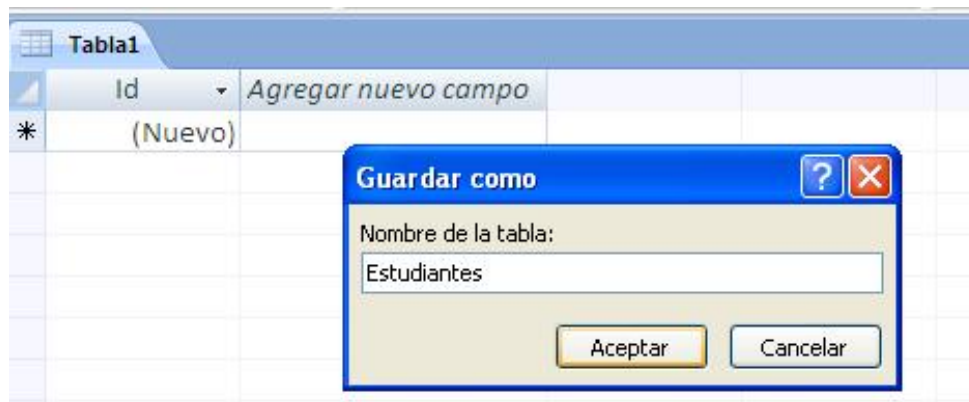 Tabla1
Id Agregar nuevo campo
* (Nuevo)
Guardar como
Nombre de la tabla:
Estudiantes
Aceptar Cancelar